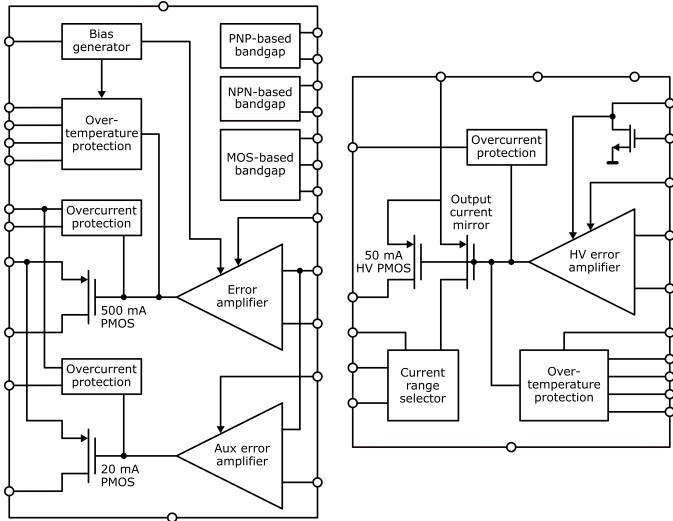 Bias
generator
PNP-based
bandgap
NPN-based
bandgap
Over-
temperature
protection
MOS-based
bandgap
Overcurrent
protection
Error
amplifier
500 mA
PMOS
Overcurrent
protection
Aux error
amplifier
20 mA
PMOS
Overcurrent
protection
Output
current
mirror
50 mA
HV PMOS
HV error
amplifier
Current
range
selector
Over-
temperature
protection